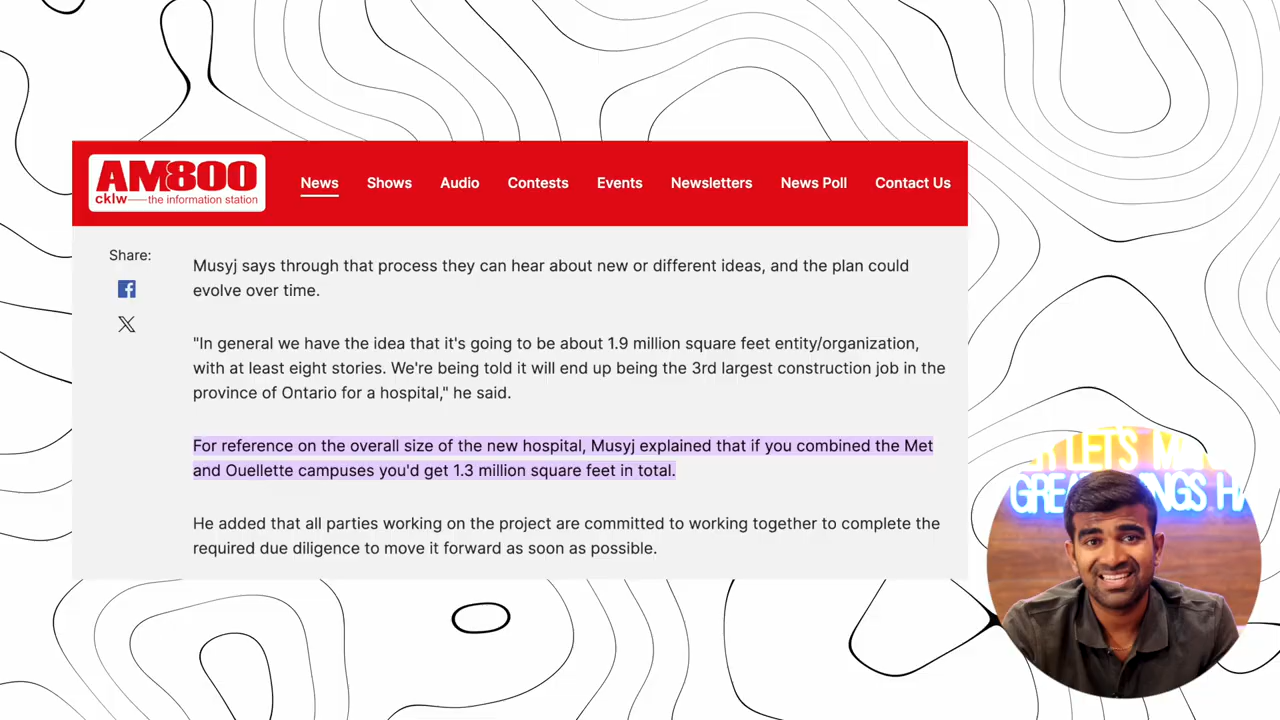 AM800
cklw—the information station
News
Shows
Audio
Contests
Events
Newsletters
News Poll
Contact Us
Share:
Musyj says through that process they can hear about new or different ideas, and the plan could
evolve over time.
"In general we have the idea that it's going to be about 1.9 million square feet entity/organization,
with at least eight stories. We're being told it will end up being the 3rd largest construction job in the
province of Ontario for a hospital," he said.
For reference on the overall size of the new hospital, Musyj explained that if you combined the Met
and Ouellette campuses you'd get 1.3 million square feet in total.
He added that all parties working on the project are committed to working together to complete the
required due diligence to move it forward as soon as possible.
LET'S